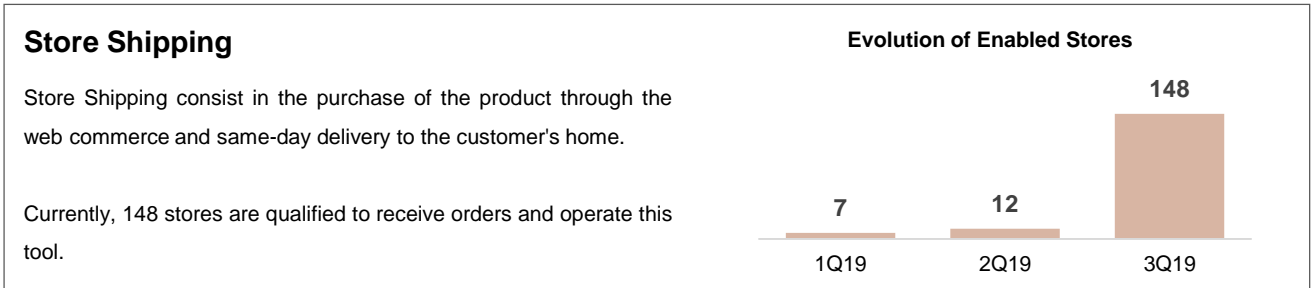 Store Shipping
Store Shipping consist in the purchase of the product through the
web commerce and same-day delivery to the customer's home.
Currently, 148 stores are qualified to receive orders and operate this
tool.
Evolution of Enabled Stores
148
7
12
1Q19
2Q19
3Q19